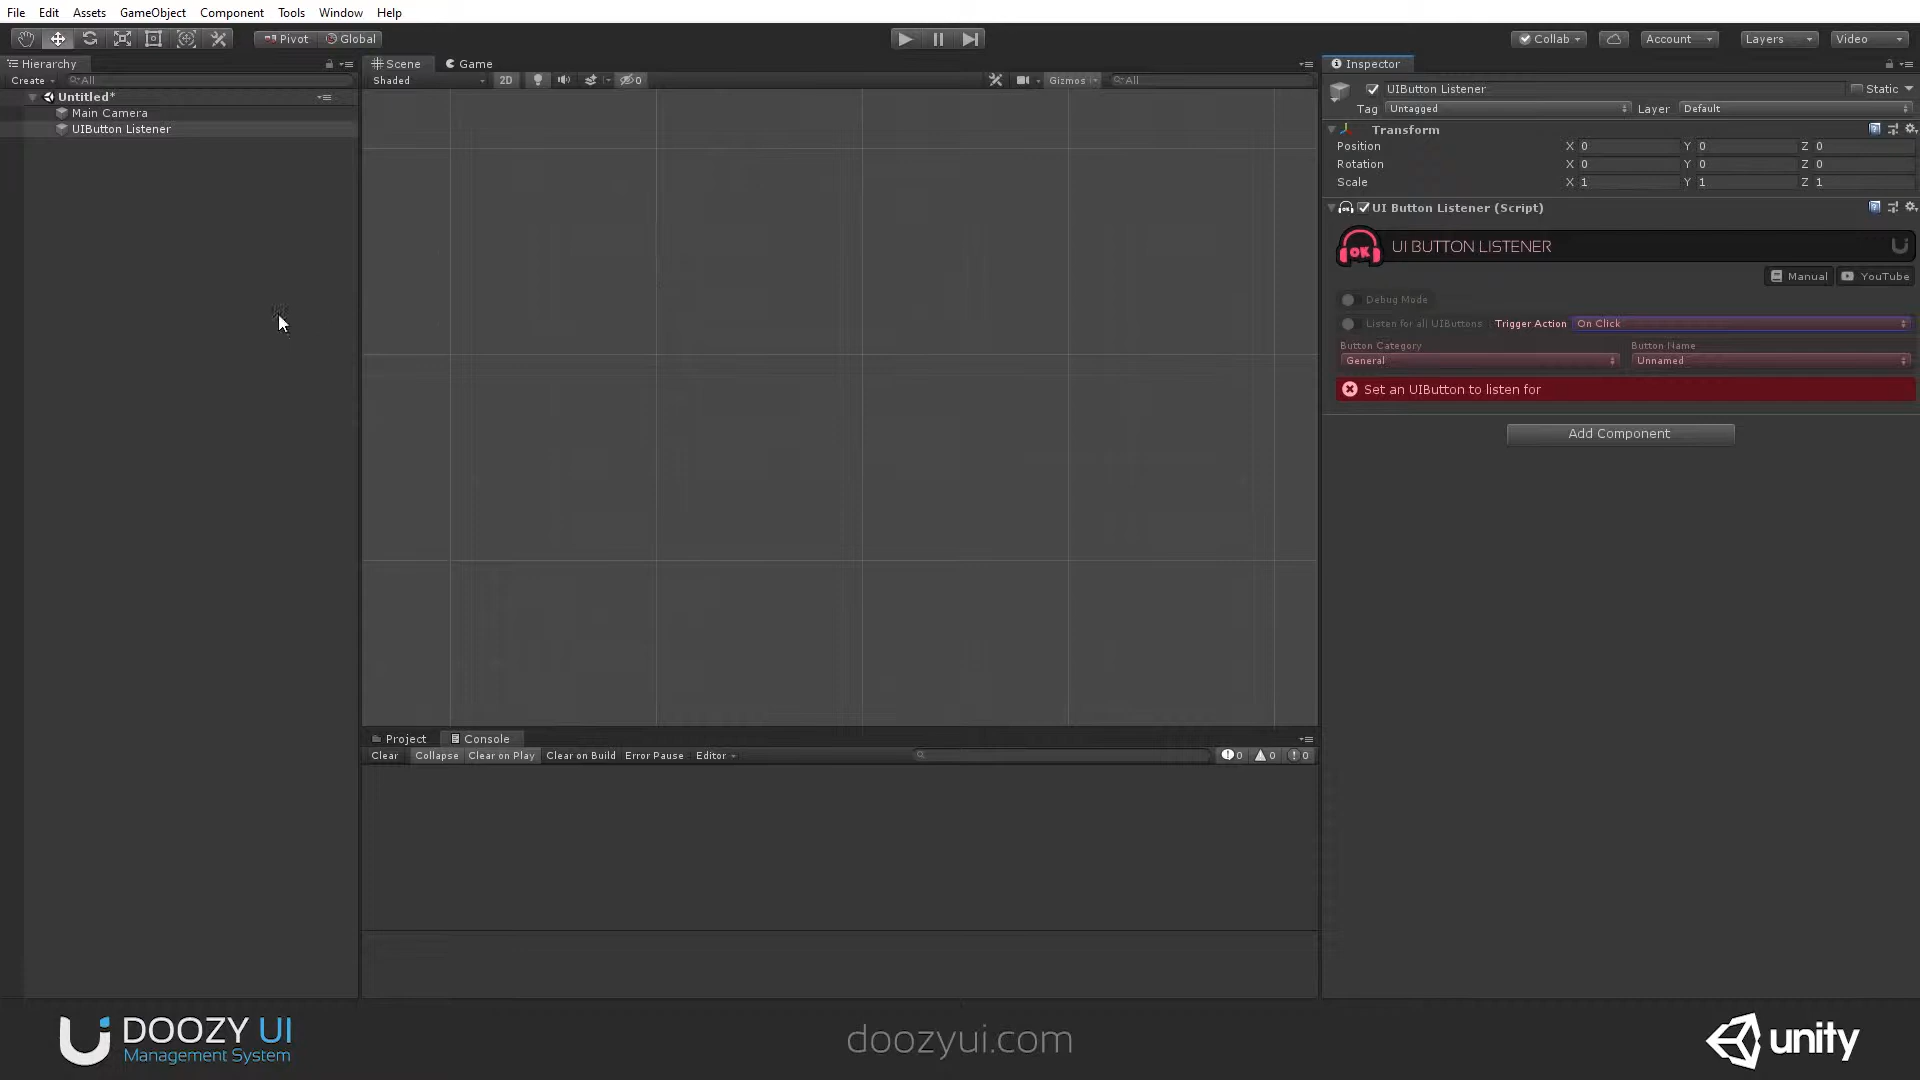 File Edit Assets GameObject Component Tools Window Help
Pivot Global Collab Account Layers Video
Hierarchy
Create All
Untitled*
Main Camera
UIButton Listener
Scene Game
Shaded 2D 0 Gizmos All
Project Console
Clear Collapse Clear on Play Clear on Build Error Pause Editor 0 0 0
Inspector
UIButton Listener Static
Tag Untagged Layer Default
Transform
Position X 0 Y 0 Z 0
Rotation X 0 Y 0 Z 0
Scale X 1 Y 1 Z 1
UI Button Listener (Script)
OK UI BUTTON LISTENER
Manual YouTube
Debug Mode
Listen for all UIButtons Trigger Action On Click
Button Category Button Name
General Unnamed
Set an UIButton to listen for
Add Component
DOOZY UI
Management System
doozyui.com
unity